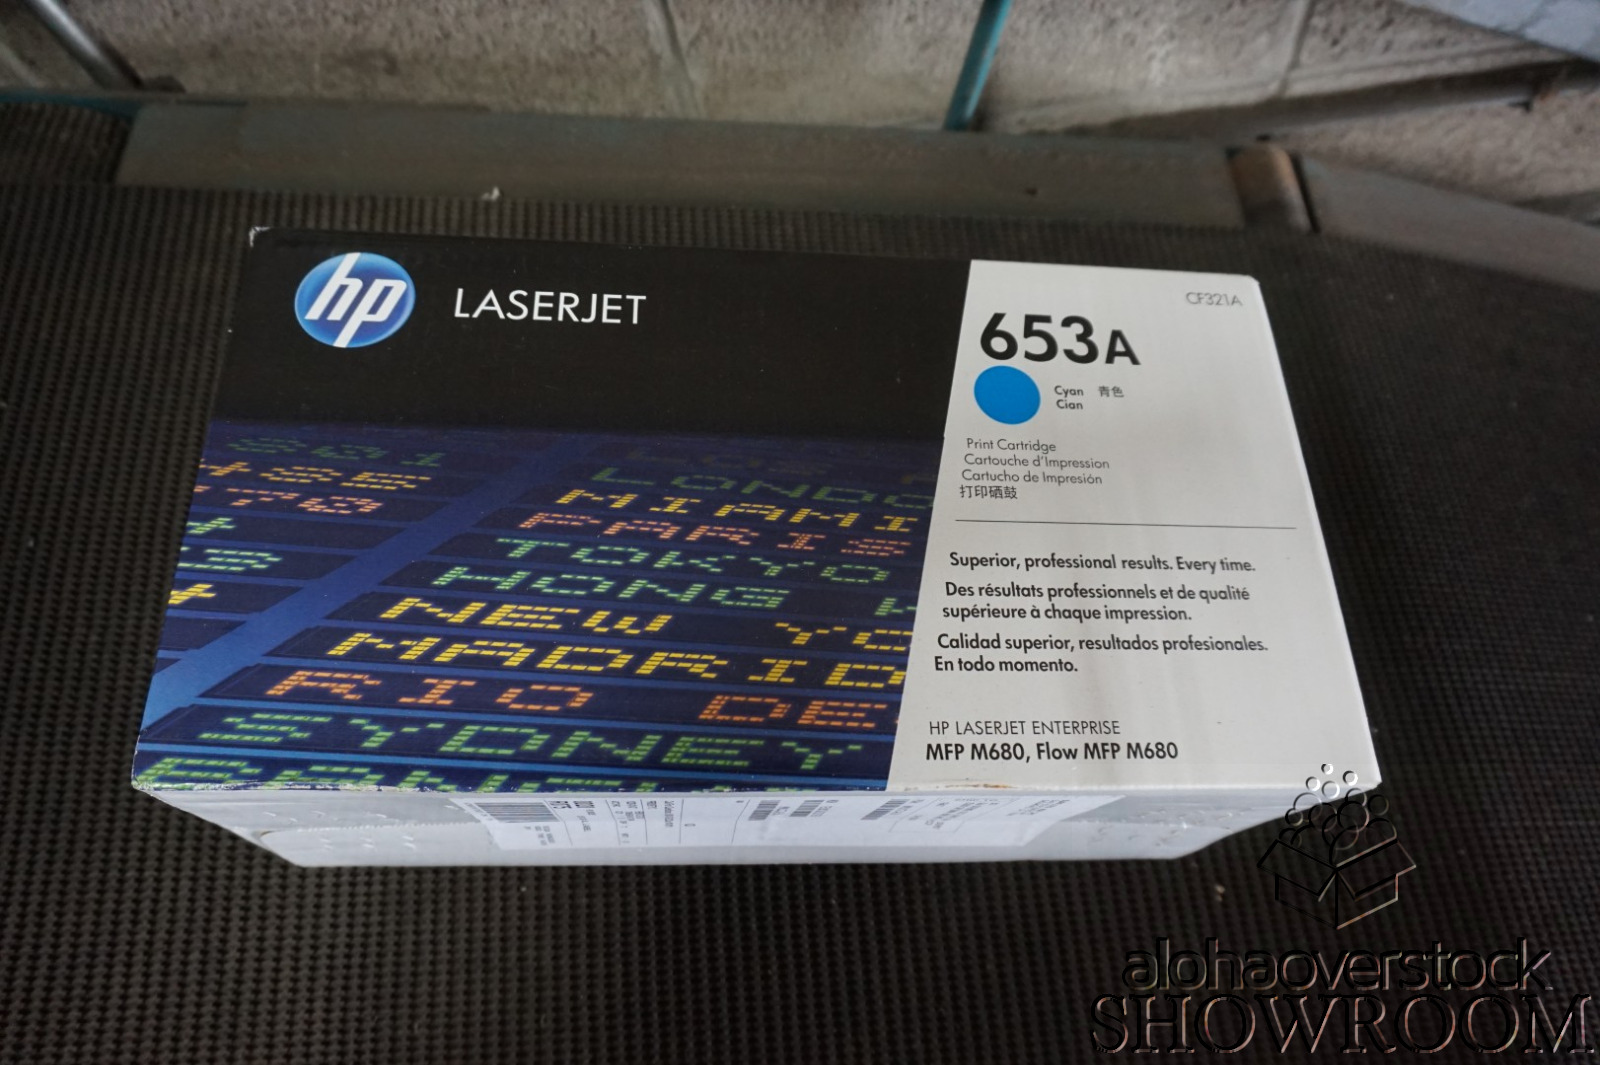 hp
LASERJET
CF321A
653A
Cyan 青色
Cian
Print Cartridge
Cartouche d'Impression
Cartucho de Impresión
打印硒鼓
Superior, professional results. Every time.
Des résultats professionnels et de qualité
supérieure à chaque impression.
Calidad superior, resultados profesionales.
En todo momento.
HP LASERJET ENTERPRISE
MFP M680, Flow MFP M680
LONDO
MIAMI
PARIS
TOKYO
HONG K
NEW YO
MADRID
RIO DE
SYDNEY
alohaoverstock
SHOWROOM